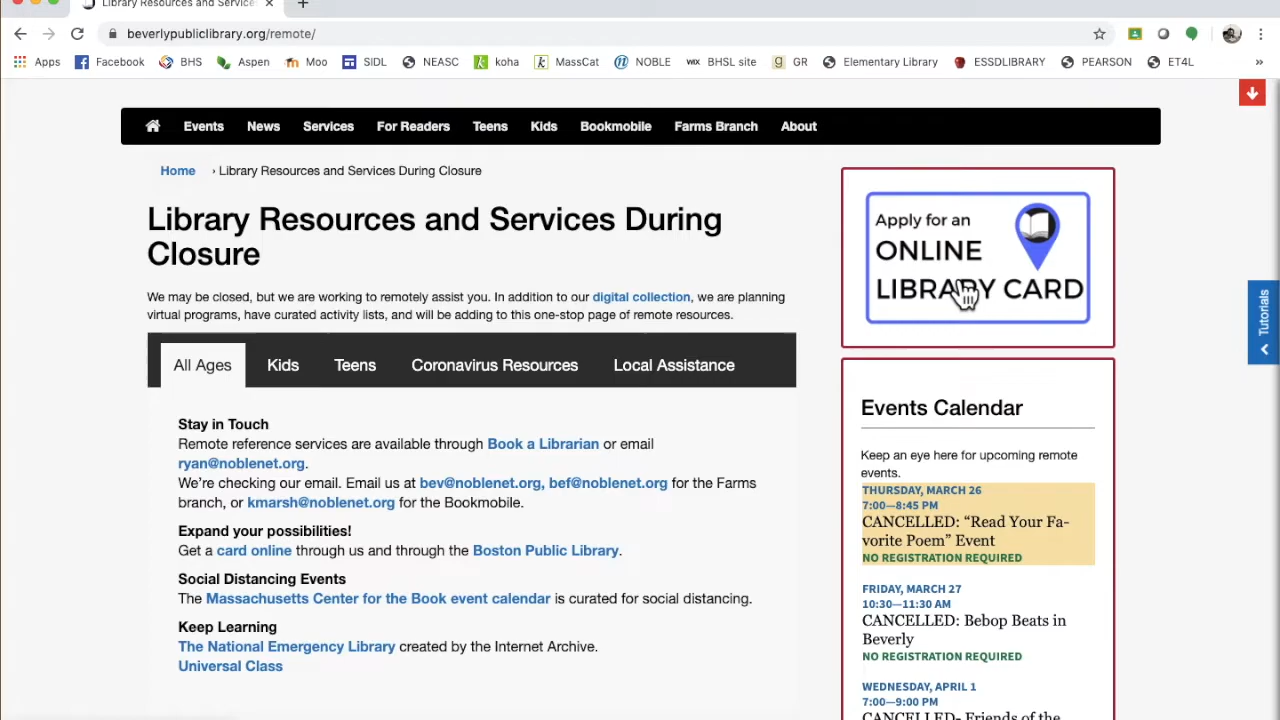 Library Resources and Service
beverlypubliclibrary.org/remote/
Apps Facebook BHS Aspen Moo SIDL NEASC koha MassCat NOBLE WIX BHSL site GR Elementary Library ESSDLIBRARY PEARSON ET4L »
Events News Services For Readers Teens Kids Bookmobile Farms Branch About
Home › Library Resources and Services During Closure
Library Resources and Services During
Closure
We may be closed, but we are working to remotely assist you. In addition to our digital collection, we are planning
virtual programs, have curated activity lists, and will be adding to this one-stop page of remote resources.
All Ages Kids Teens Coronavirus Resources Local Assistance
Stay in Touch
Remote reference services are available through Book a Librarian or email
ryan@noblenet.org.
We’re checking our email. Email us at bev@noblenet.org, bef@noblenet.org for the Farms
branch, or kmarsh@noblenet.org for the Bookmobile.
Expand your possibilities!
Get a card online through us and through the Boston Public Library.
Social Distancing Events
The Massachusetts Center for the Book event calendar is curated for social distancing.
Keep Learning
The National Emergency Library created by the Internet Archive.
Universal Class
Apply for an
ONLINE
LIBRARY CARD
Events Calendar
Keep an eye here for upcoming remote
events.
THURSDAY, MARCH 26
7:00—8:45 PM
CANCELLED: “Read Your Fa-
vorite Poem” Event
NO REGISTRATION REQUIRED
FRIDAY, MARCH 27
10:30—11:30 AM
CANCELLED: Bebop Beats in
Beverly
NO REGISTRATION REQUIRED
WEDNESDAY, APRIL 1
7:00—9:00 PM
CANCELLED- Friends of the
Tutorials